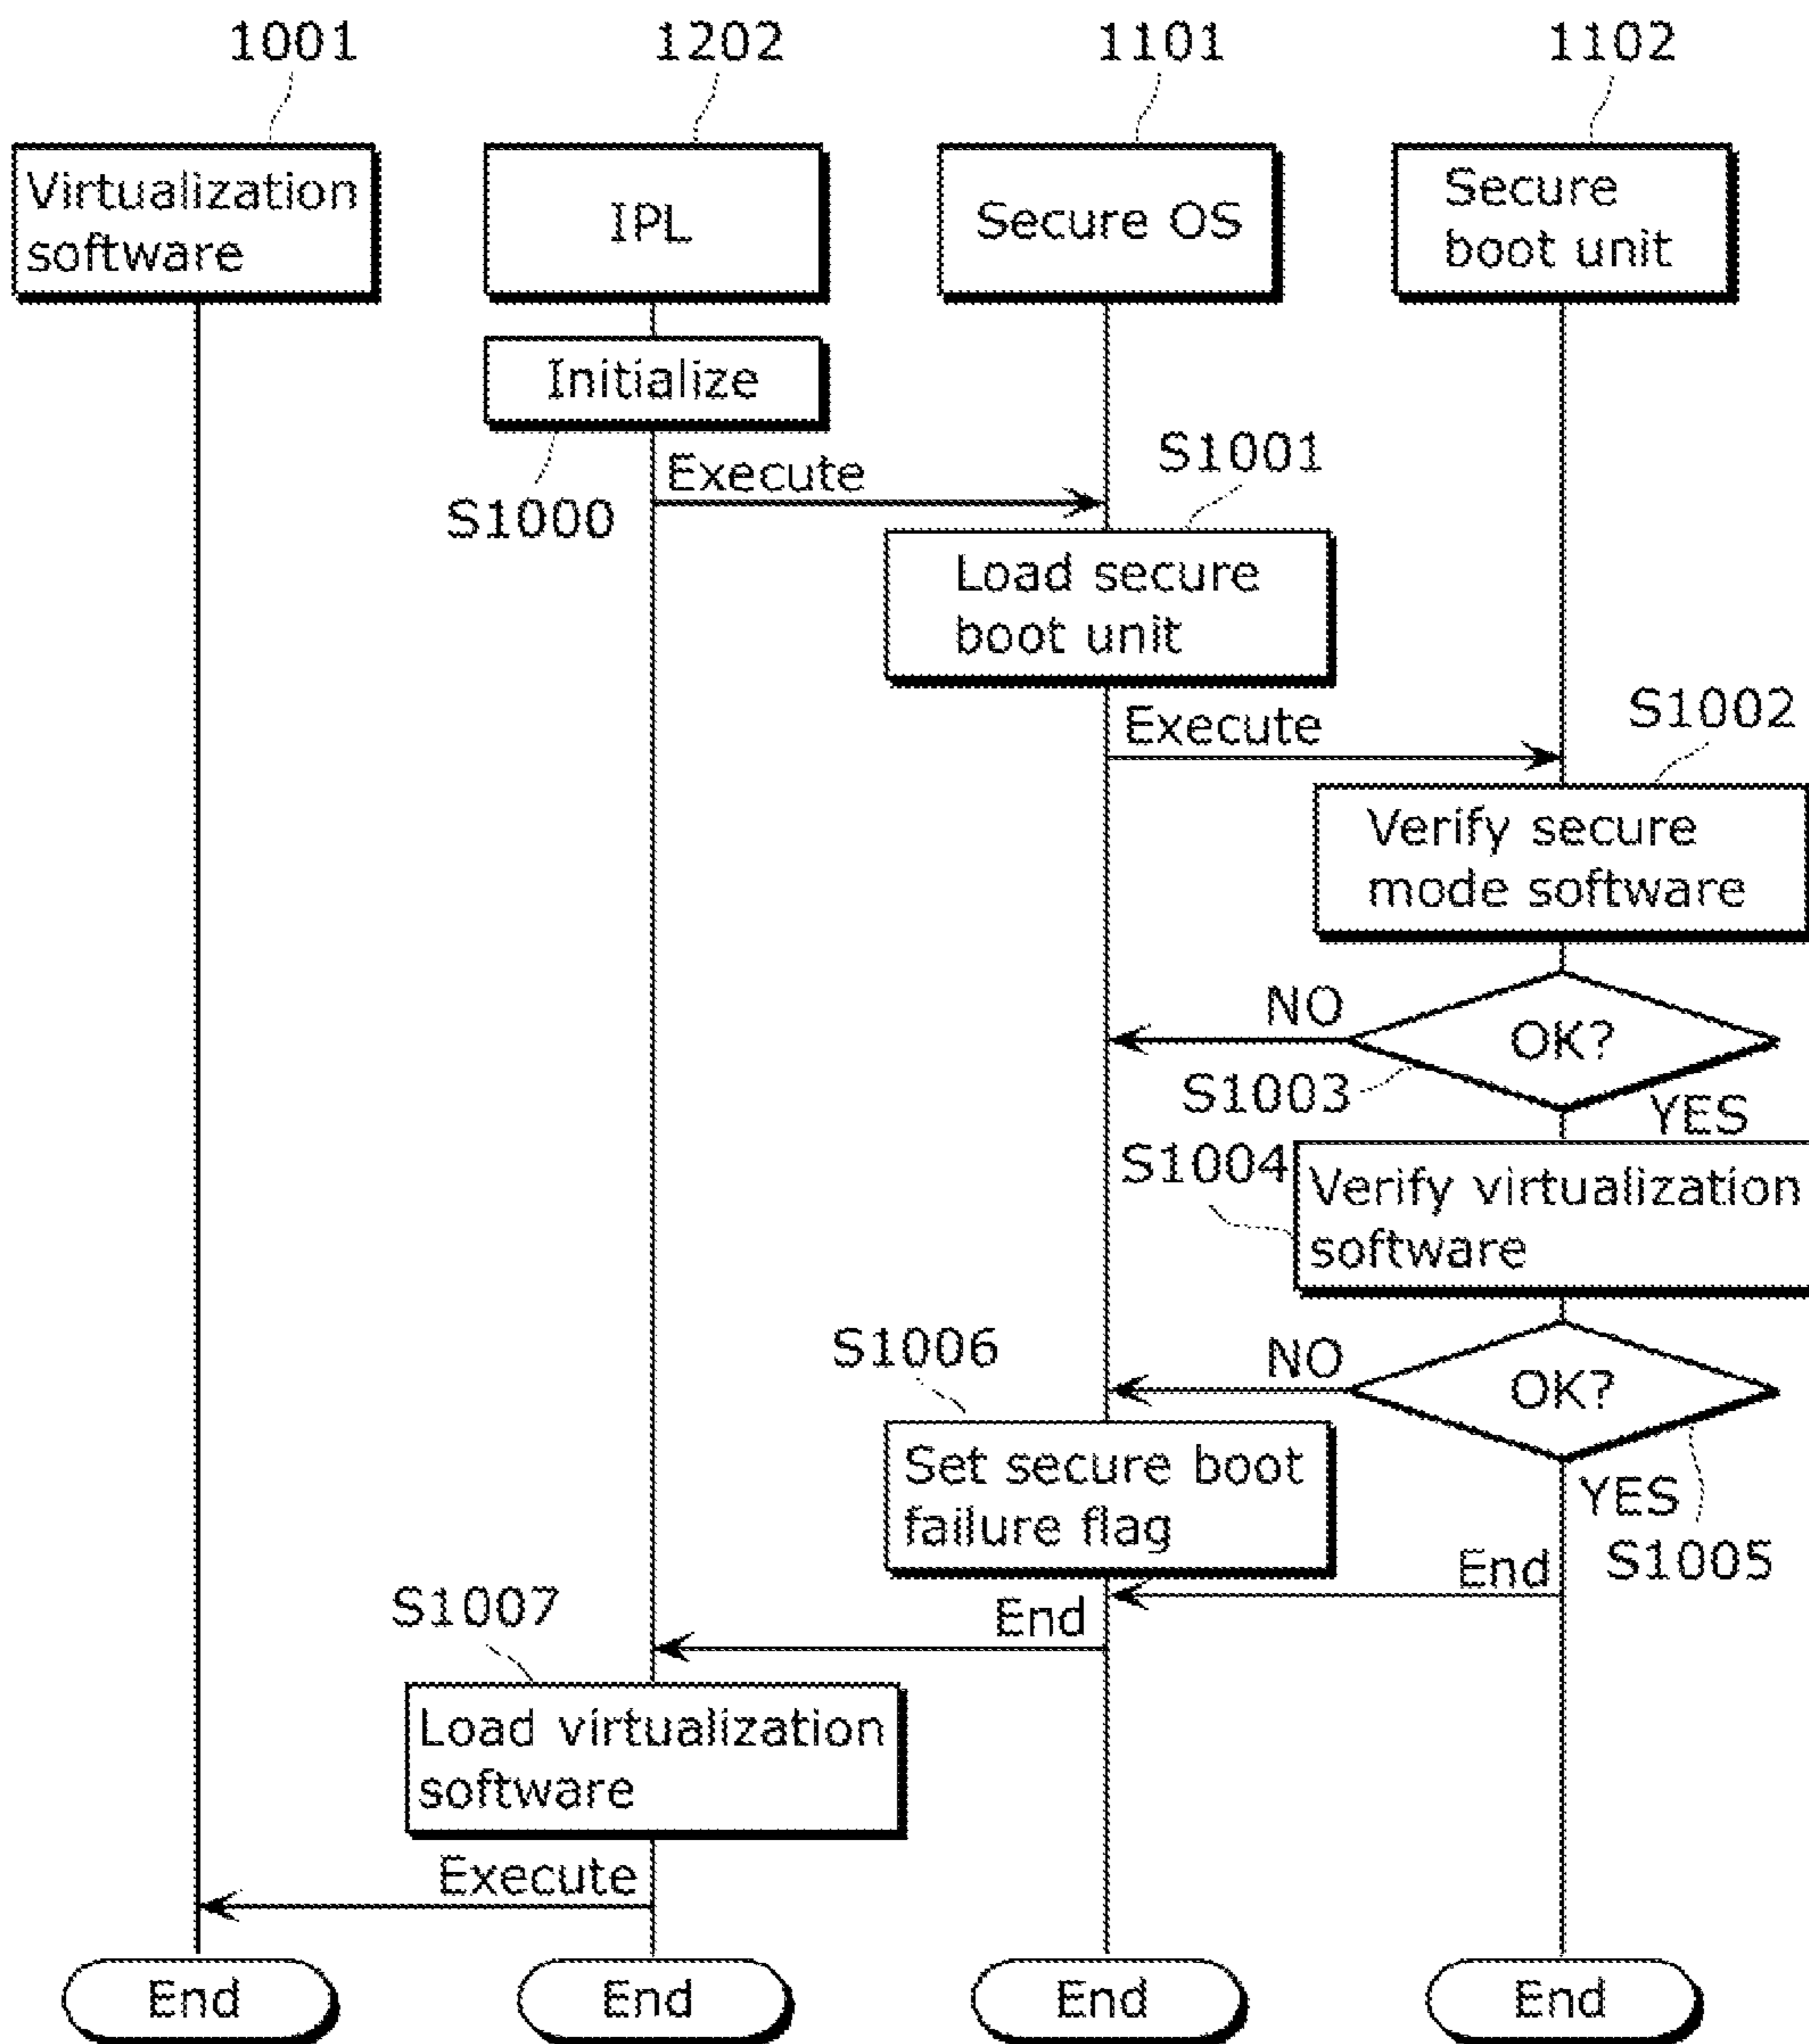 1001
1202
1101
1102
Virtualization
software
IPL
Secure OS
Secure
boot unit
Initialize
S1000
Execute
S1001
Load secure
boot unit
Execute
S1002
Verify secure
mode software
NO
OK?
S1003
YES
S1004
Verify virtualization
software
S1006
NO
OK?
Set secure boot
failure flag
YES
S1005
End
End
S1007
Load virtualization
software
Execute
End
End
End
End